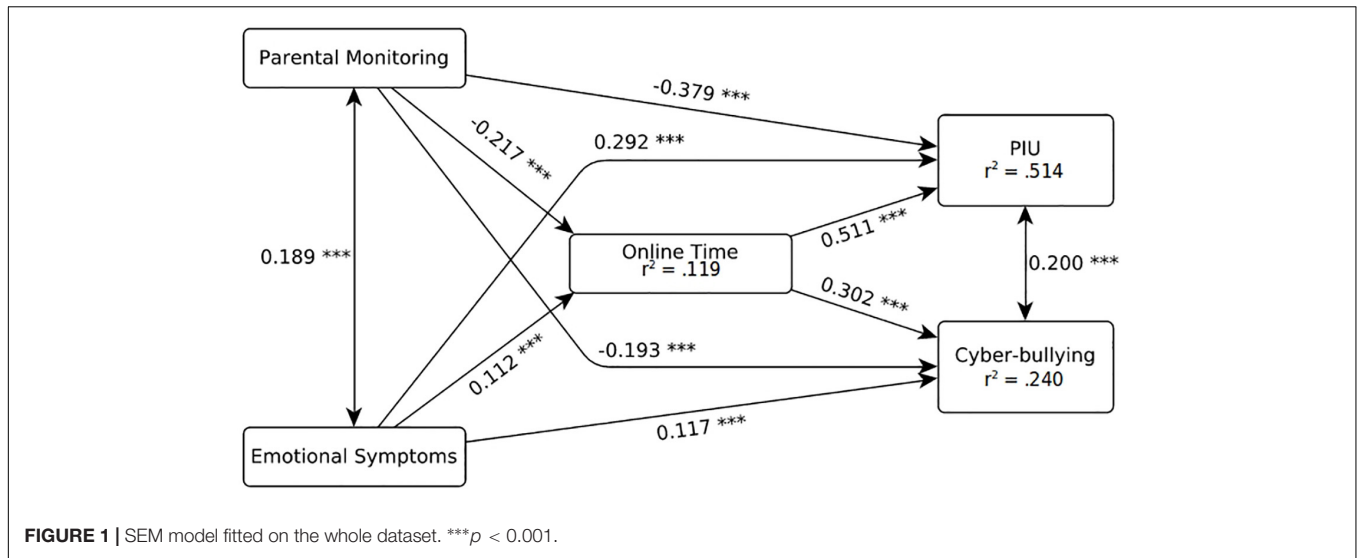 Parental Monitoring
-0.379 ***
-0.217 ***
0.292 ***
PIU
r² = .514
0.189 ***
Online Time
r² = .119
0.511 ***
0.200 ***
0.302 ***
0.112 ***
-0.193 ***
Cyber-bullying
r² = .240
0.117 ***
Emotional Symptoms
FIGURE 1 | SEM model fitted on the whole dataset. ***p < 0.001.